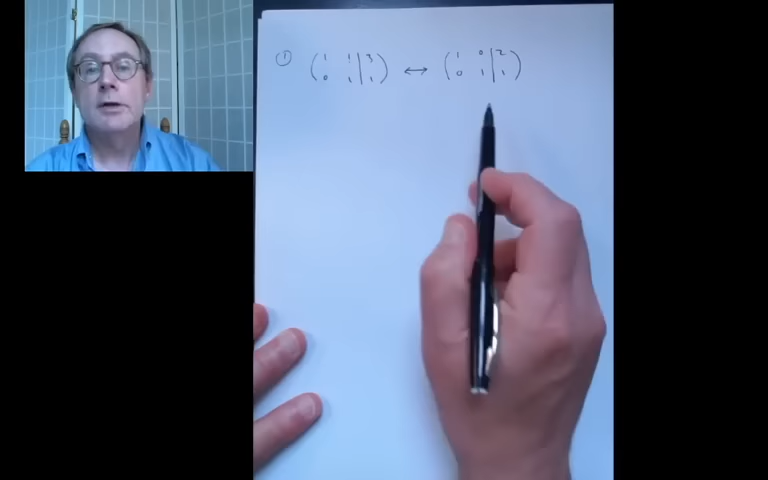 ① ( 1 1 | 3 ) ↔ ( 1 0 | 2 )
( 0 1 | 1 ) ( 0 1 | 1 )